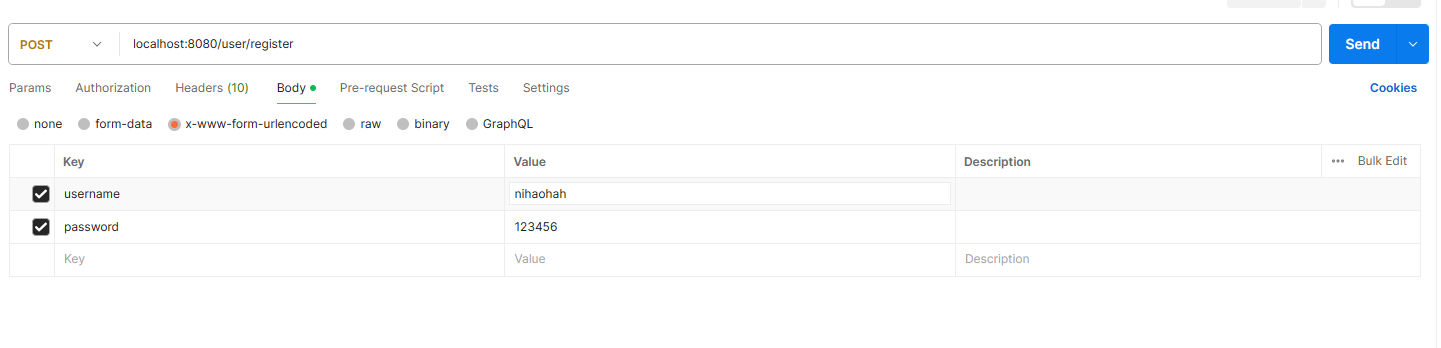 POST localhost:8080/user/register Send
Params Authorization Headers (10) Body Pre-request Script Tests Settings Cookies
none form-data x-www-form-urlencoded raw binary GraphQL
Key Value Description Bulk Edit
username nihaohah
password 123456
Key Value Description